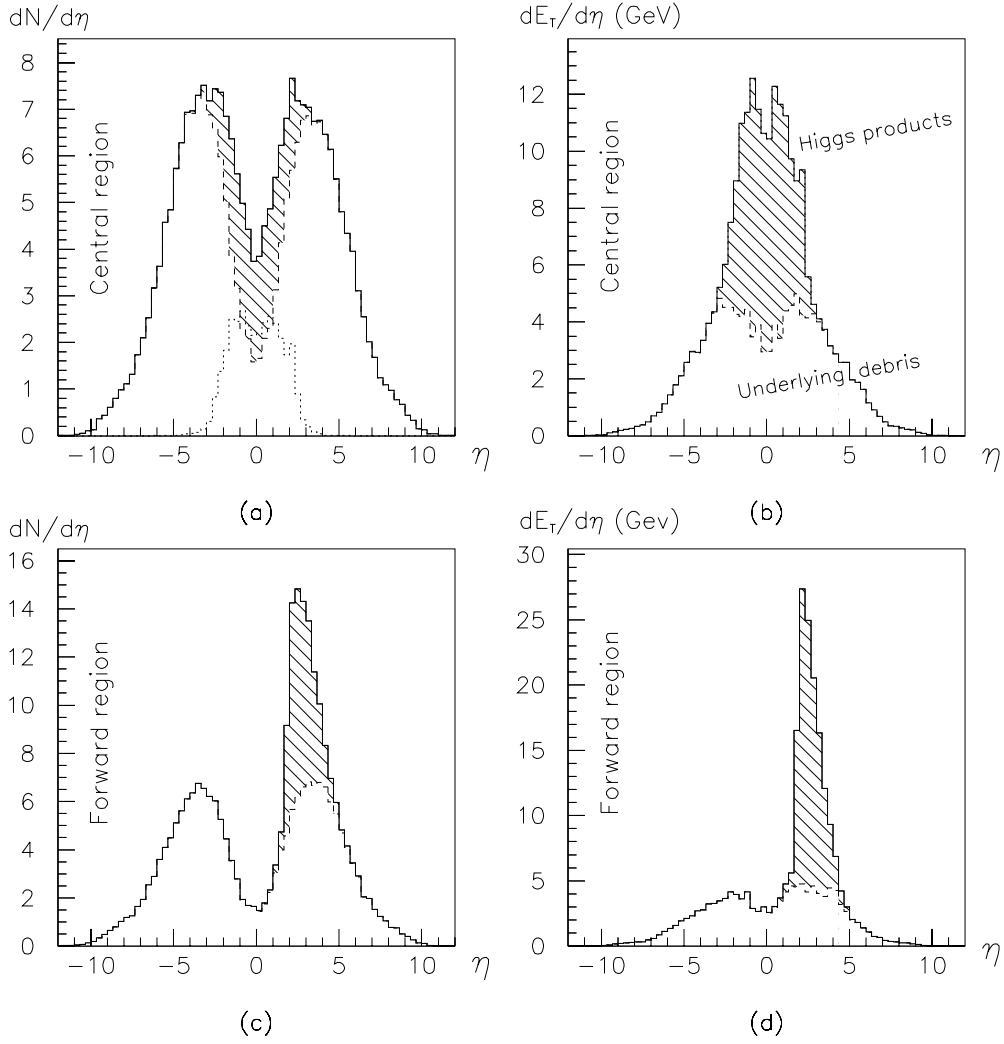 dN/dη
8
7
6
5
4
3
2
1
0
Central region
−10 −5 0 5 10 η
(a)
dE_T/dη (GeV)
12
10
8
6
4
2
0
Central region
Higgs products
Underlying debris
−10 −5 0 5 10 η
(b)
dN/dη
16
14
12
10
8
6
4
2
0
Forward region
−10 −5 0 5 10 η
(c)
dE_T/dη (Gev)
30
25
20
15
10
5
0
Forward region
−10 −5 0 5 10 η
(d)